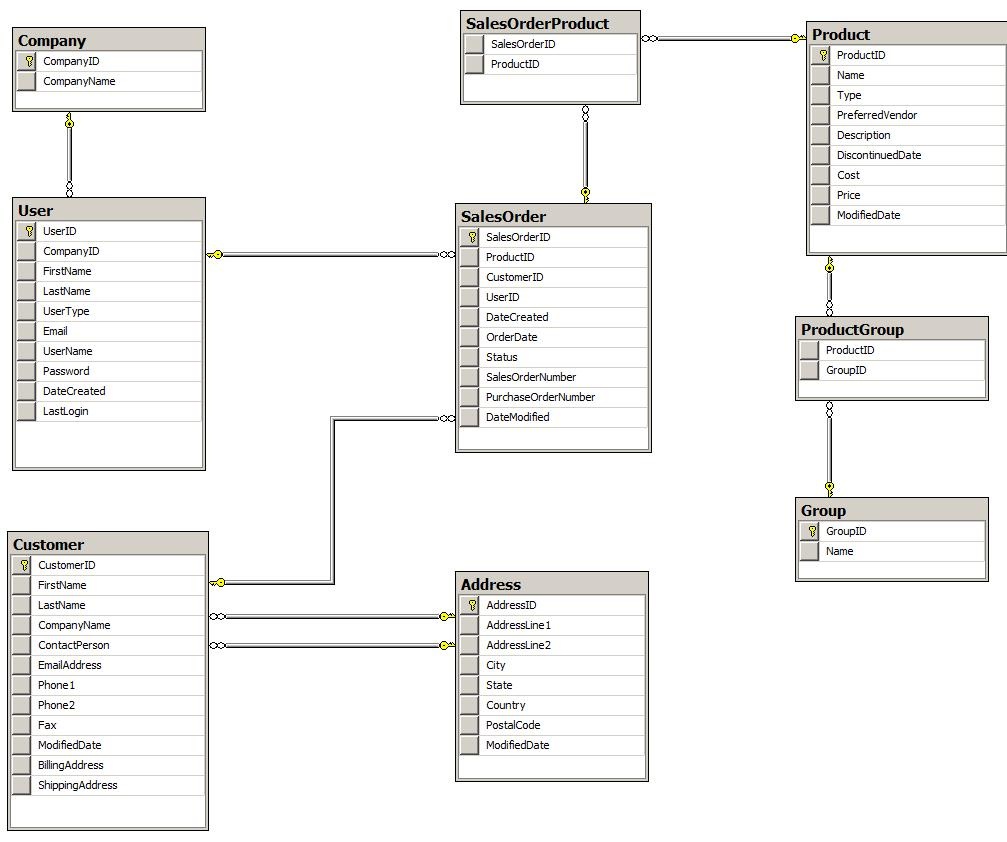 Company
CompanyID
CompanyName
SalesOrderProduct
SalesOrderID
ProductID
Product
ProductID
Name
Type
PreferredVendor
Description
DiscontinuedDate
Cost
Price
ModifiedDate
User
UserID
CompanyID
FirstName
LastName
UserType
Email
UserName
Password
DateCreated
LastLogin
SalesOrder
SalesOrderID
ProductID
CustomerID
UserID
DateCreated
OrderDate
Status
SalesOrderNumber
PurchaseOrderNumber
DateModified
ProductGroup
ProductID
GroupID
Group
GroupID
Name
Customer
CustomerID
FirstName
LastName
CompanyName
ContactPerson
EmailAddress
Phone1
Phone2
Fax
ModifiedDate
BillingAddress
ShippingAddress
Address
AddressID
AddressLine1
AddressLine2
City
State
Country
PostalCode
ModifiedDate